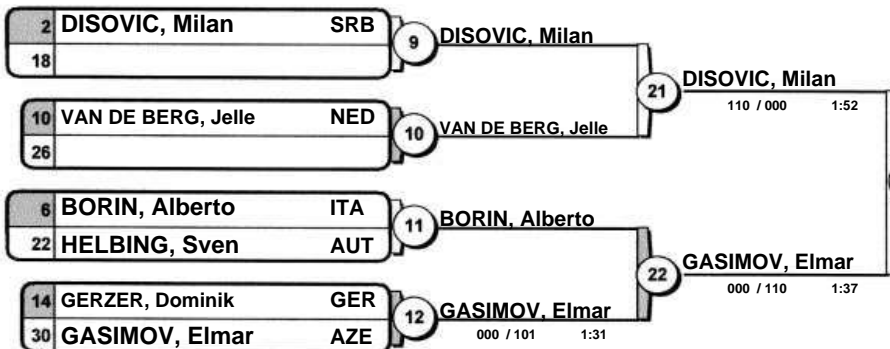 2 DISOVIC, Milan SRB
18
9 DISOVIC, Milan
10 VAN DE BERG, Jelle NED
26
10 VAN DE BERG, Jelle
21 DISOVIC, Milan
110 / 000 1:52
6 BORIN, Alberto ITA
22 HELBING, Sven AUT
11 BORIN, Alberto
14 GERZER, Dominik GER
30 GASIMOV, Elmar AZE
12 GASIMOV, Elmar
000 / 101 1:31
22 GASIMOV, Elmar
000 / 110 1:37